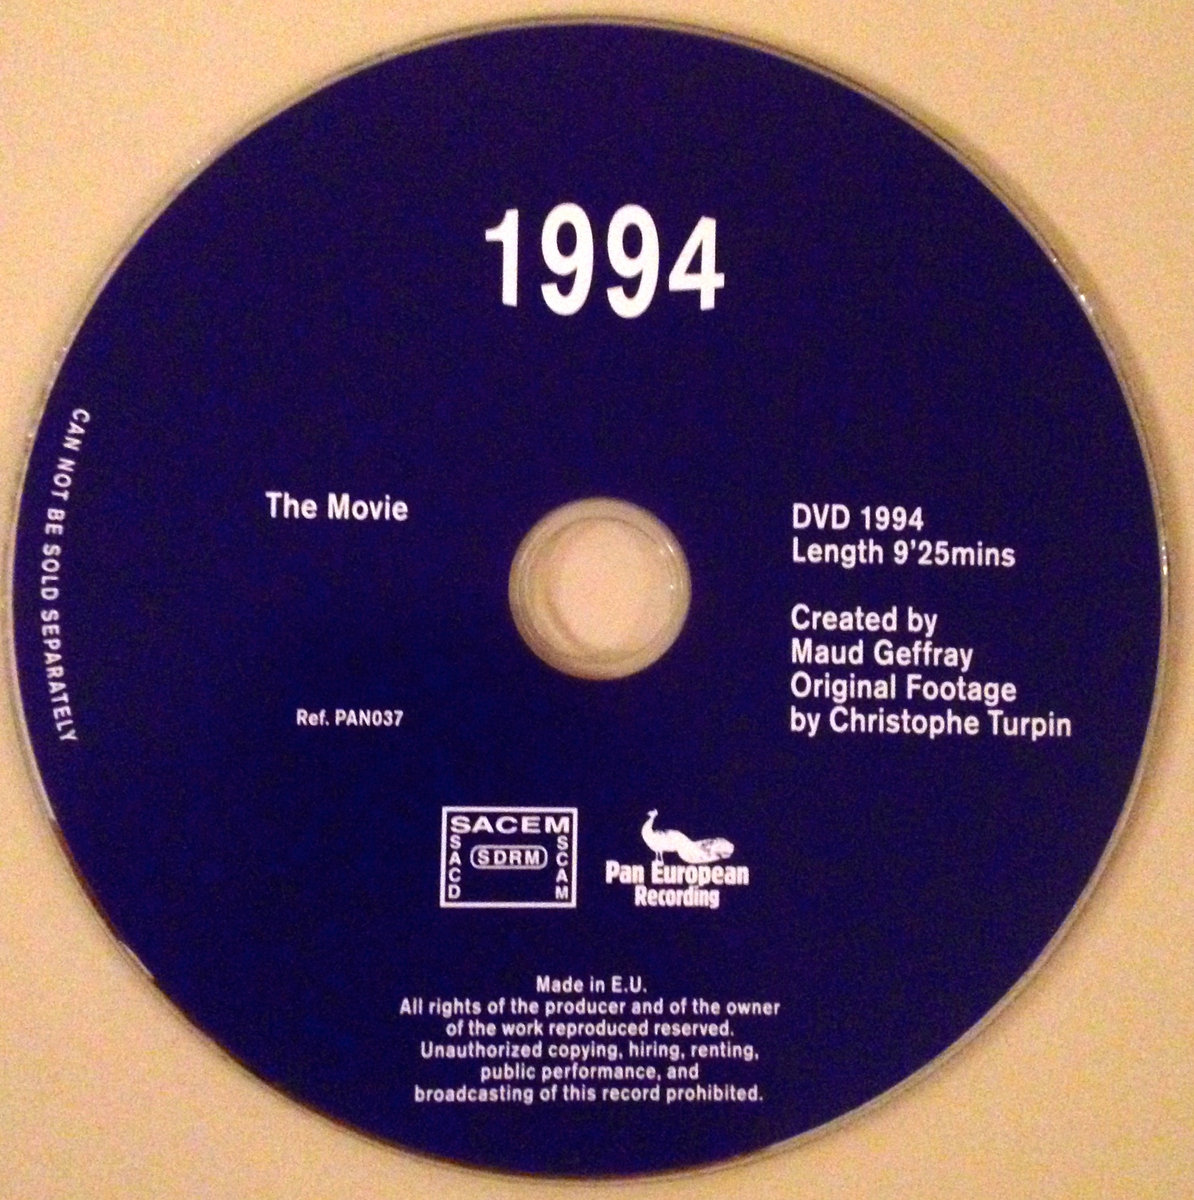 1994
CAN NOT BE SOLD SEPARATELY
The Movie
DVD 1994
Length 9'25mins
Created by
Maud Geffray
Original Footage
by Christophe Turpin
Ref. PAN037
SACEM
SACD
SDRM
SCAM
Pan European
Recording
Made in E.U.
All rights of the producer and of the owner
of the work reproduced reserved.
Unauthorized copying, hiring, renting,
public performance, and
broadcasting of this record prohibited.